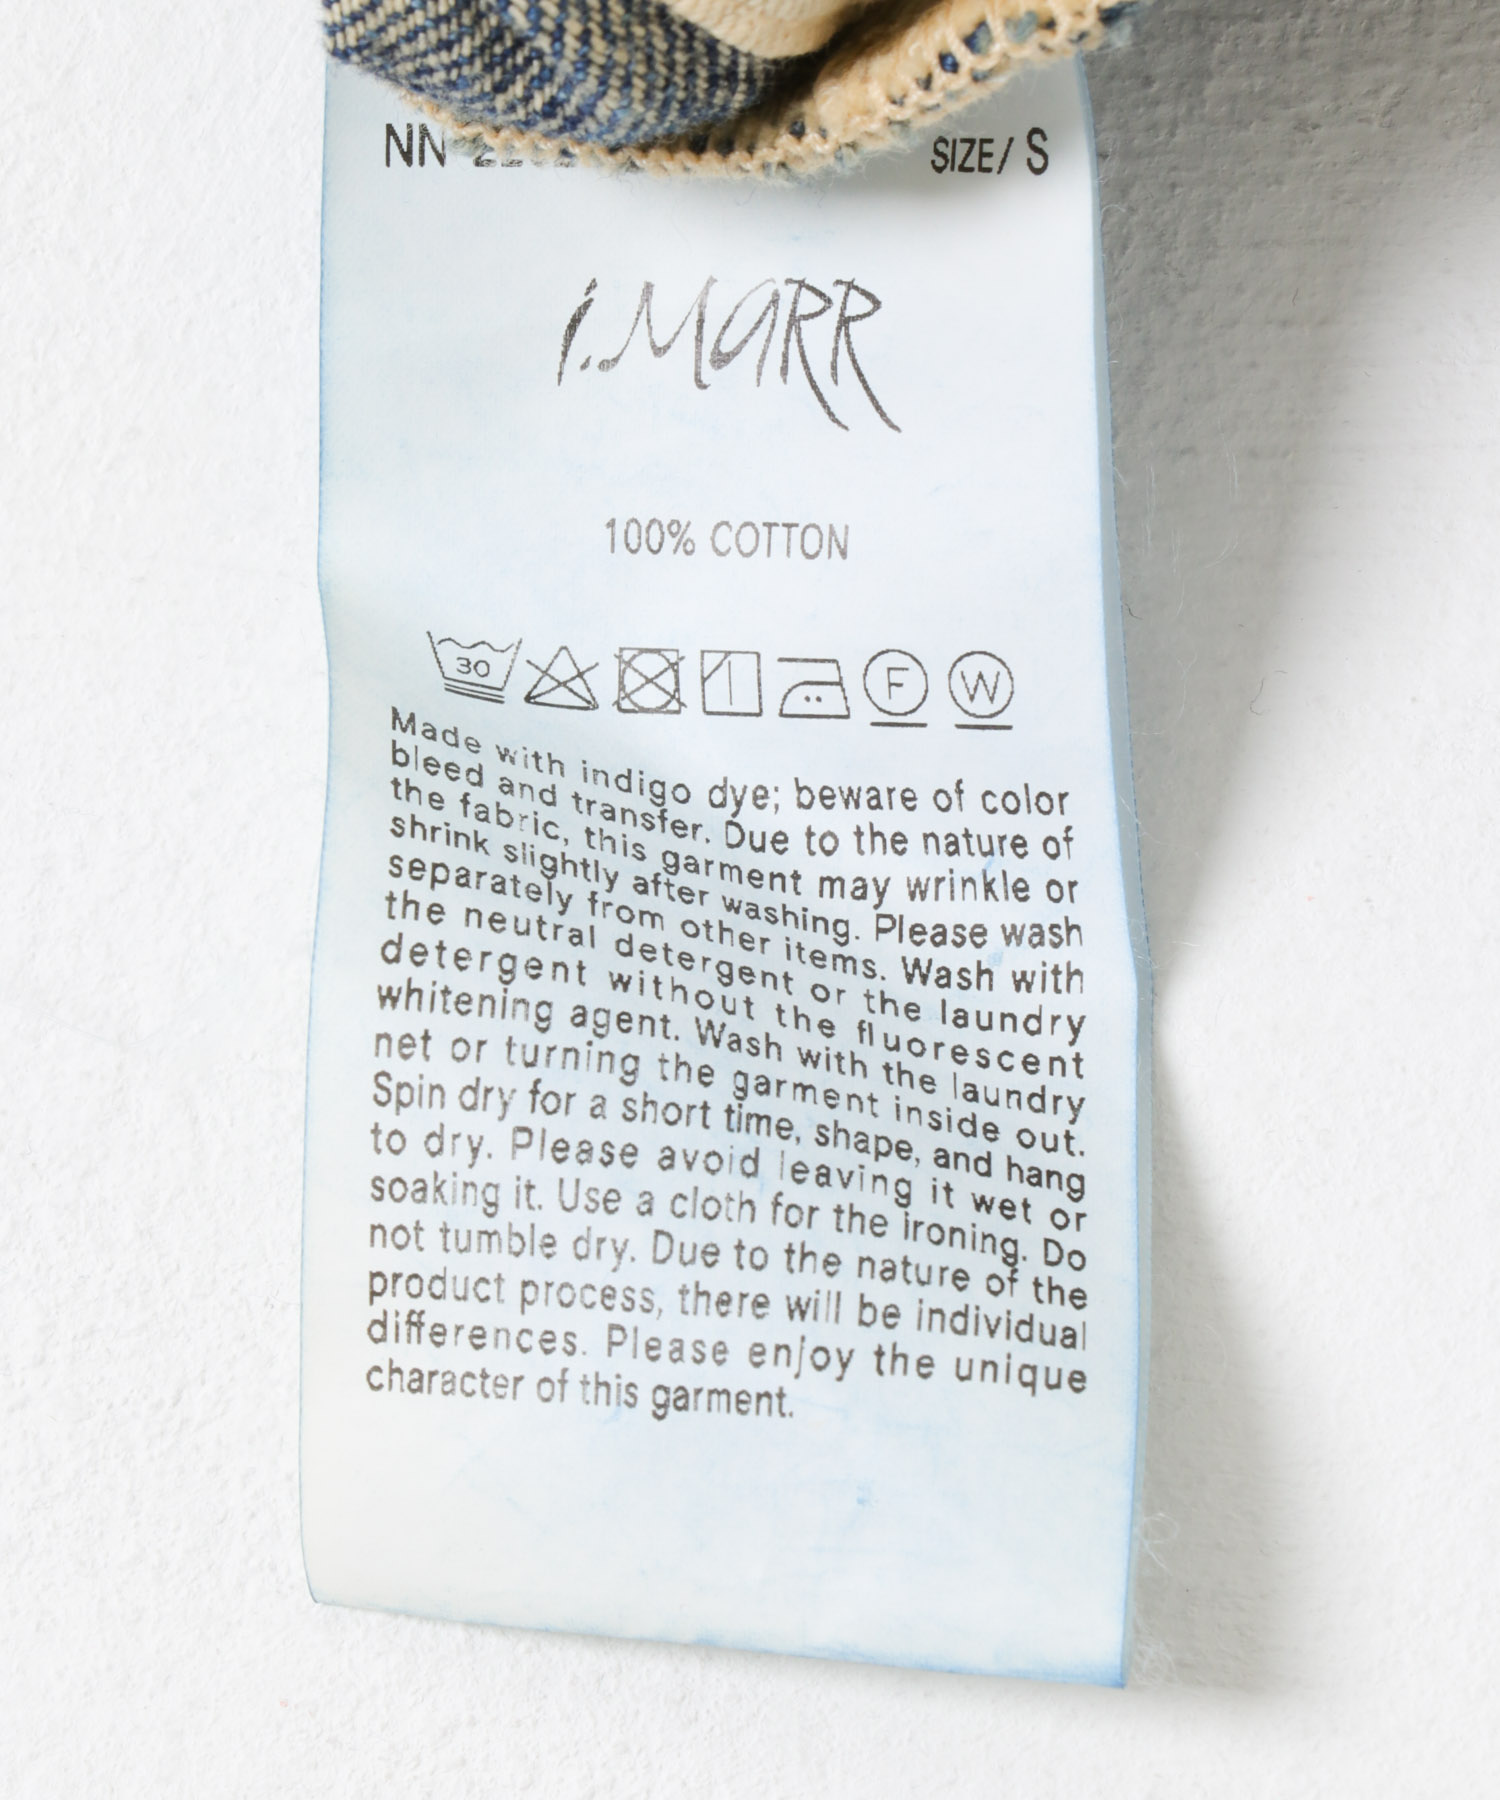 NN SIZE/ S
i.MaRR
100% COTTON
30 F W
Made with indigo dye; beware of color
bleed and transfer. Due to the nature of
the fabric, this garment may wrinkle or
shrink slightly after washing. Please wash
separately from other items. Wash with
the neutral detergent or the laundry
detergent without the fluorescent
whitening agent. Wash with the laundry
net or turning the garment inside out.
Spin dry for a short time, shape, and hang
to dry. Please avoid leaving it wet or
soaking it. Use a cloth for the ironing. Do
not tumble dry. Due to the nature of the
product process, there will be individual
differences. Please enjoy the unique
character of this garment.